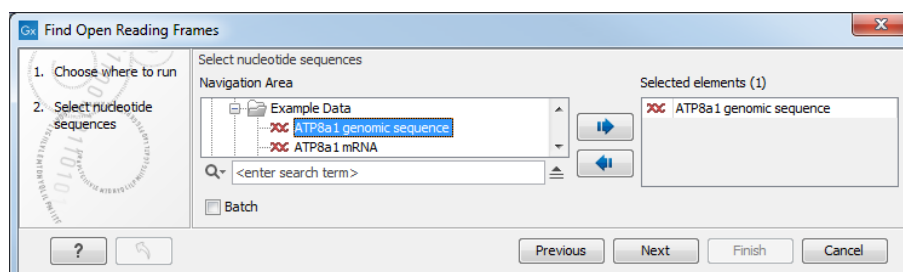 Gx Find Open Reading Frames
x
1. Choose where to run
2. Select nucleotide
sequences
Select nucleotide sequences
Navigation Area
Example Data
ATP8a1 genomic sequence
ATP8a1 mRNA
<enter search term>
Batch
Selected elements (1)
ATP8a1 genomic sequence
?
Previous
Next
Finish
Cancel